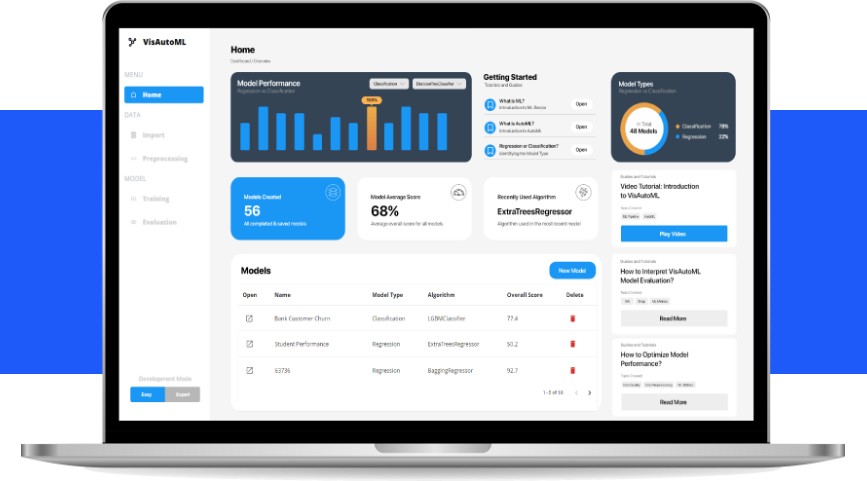 VisAutoML
MENU
Home
DATA
Import
Preprocessing
MODEL
Training
Evaluation
Development Mode
Easy
Expert
Home
Dashboard / Overview
Model Performance
Regression vs Classification
Classification
DecisionTreeClassifier
100%
Getting Started
Tutorials and Guides
What is ML?
Introduction to ML Basics
Open
What is AutoML?
Introduction to AutoML
Open
Regression or Classification?
Identifying the Model Type
Open
Model Types
Regression vs Classification
Total
48 Models
Classification 78%
Regression 22%
Models Created
56
All completed & saved models
Model Average Score
68%
Average overall score for all models
Recently Used Algorithm
ExtraTreesRegressor
Algorithm used in the most recent model
Models
New Model
Open Name Model Type Algorithm Overall Score Delete
Bank Customer Churn Classification LGBMClassifier 77.4
Student Performance Regression ExtraTreesRegressor 50.2
63736 Regression BaggingRegressor 92.7
Guides and Tutorials
Video Tutorial: Introduction
to VisAutoML
Topics Covered
ML Pipeline AutoML
Play Video
Guides and Tutorials
How to Interpret VisAutoML
Model Evaluation?
Topics Covered
Read More
Guides and Tutorials
How to Optimize Model
Performance?
Topics Covered
Data Quality
Read More